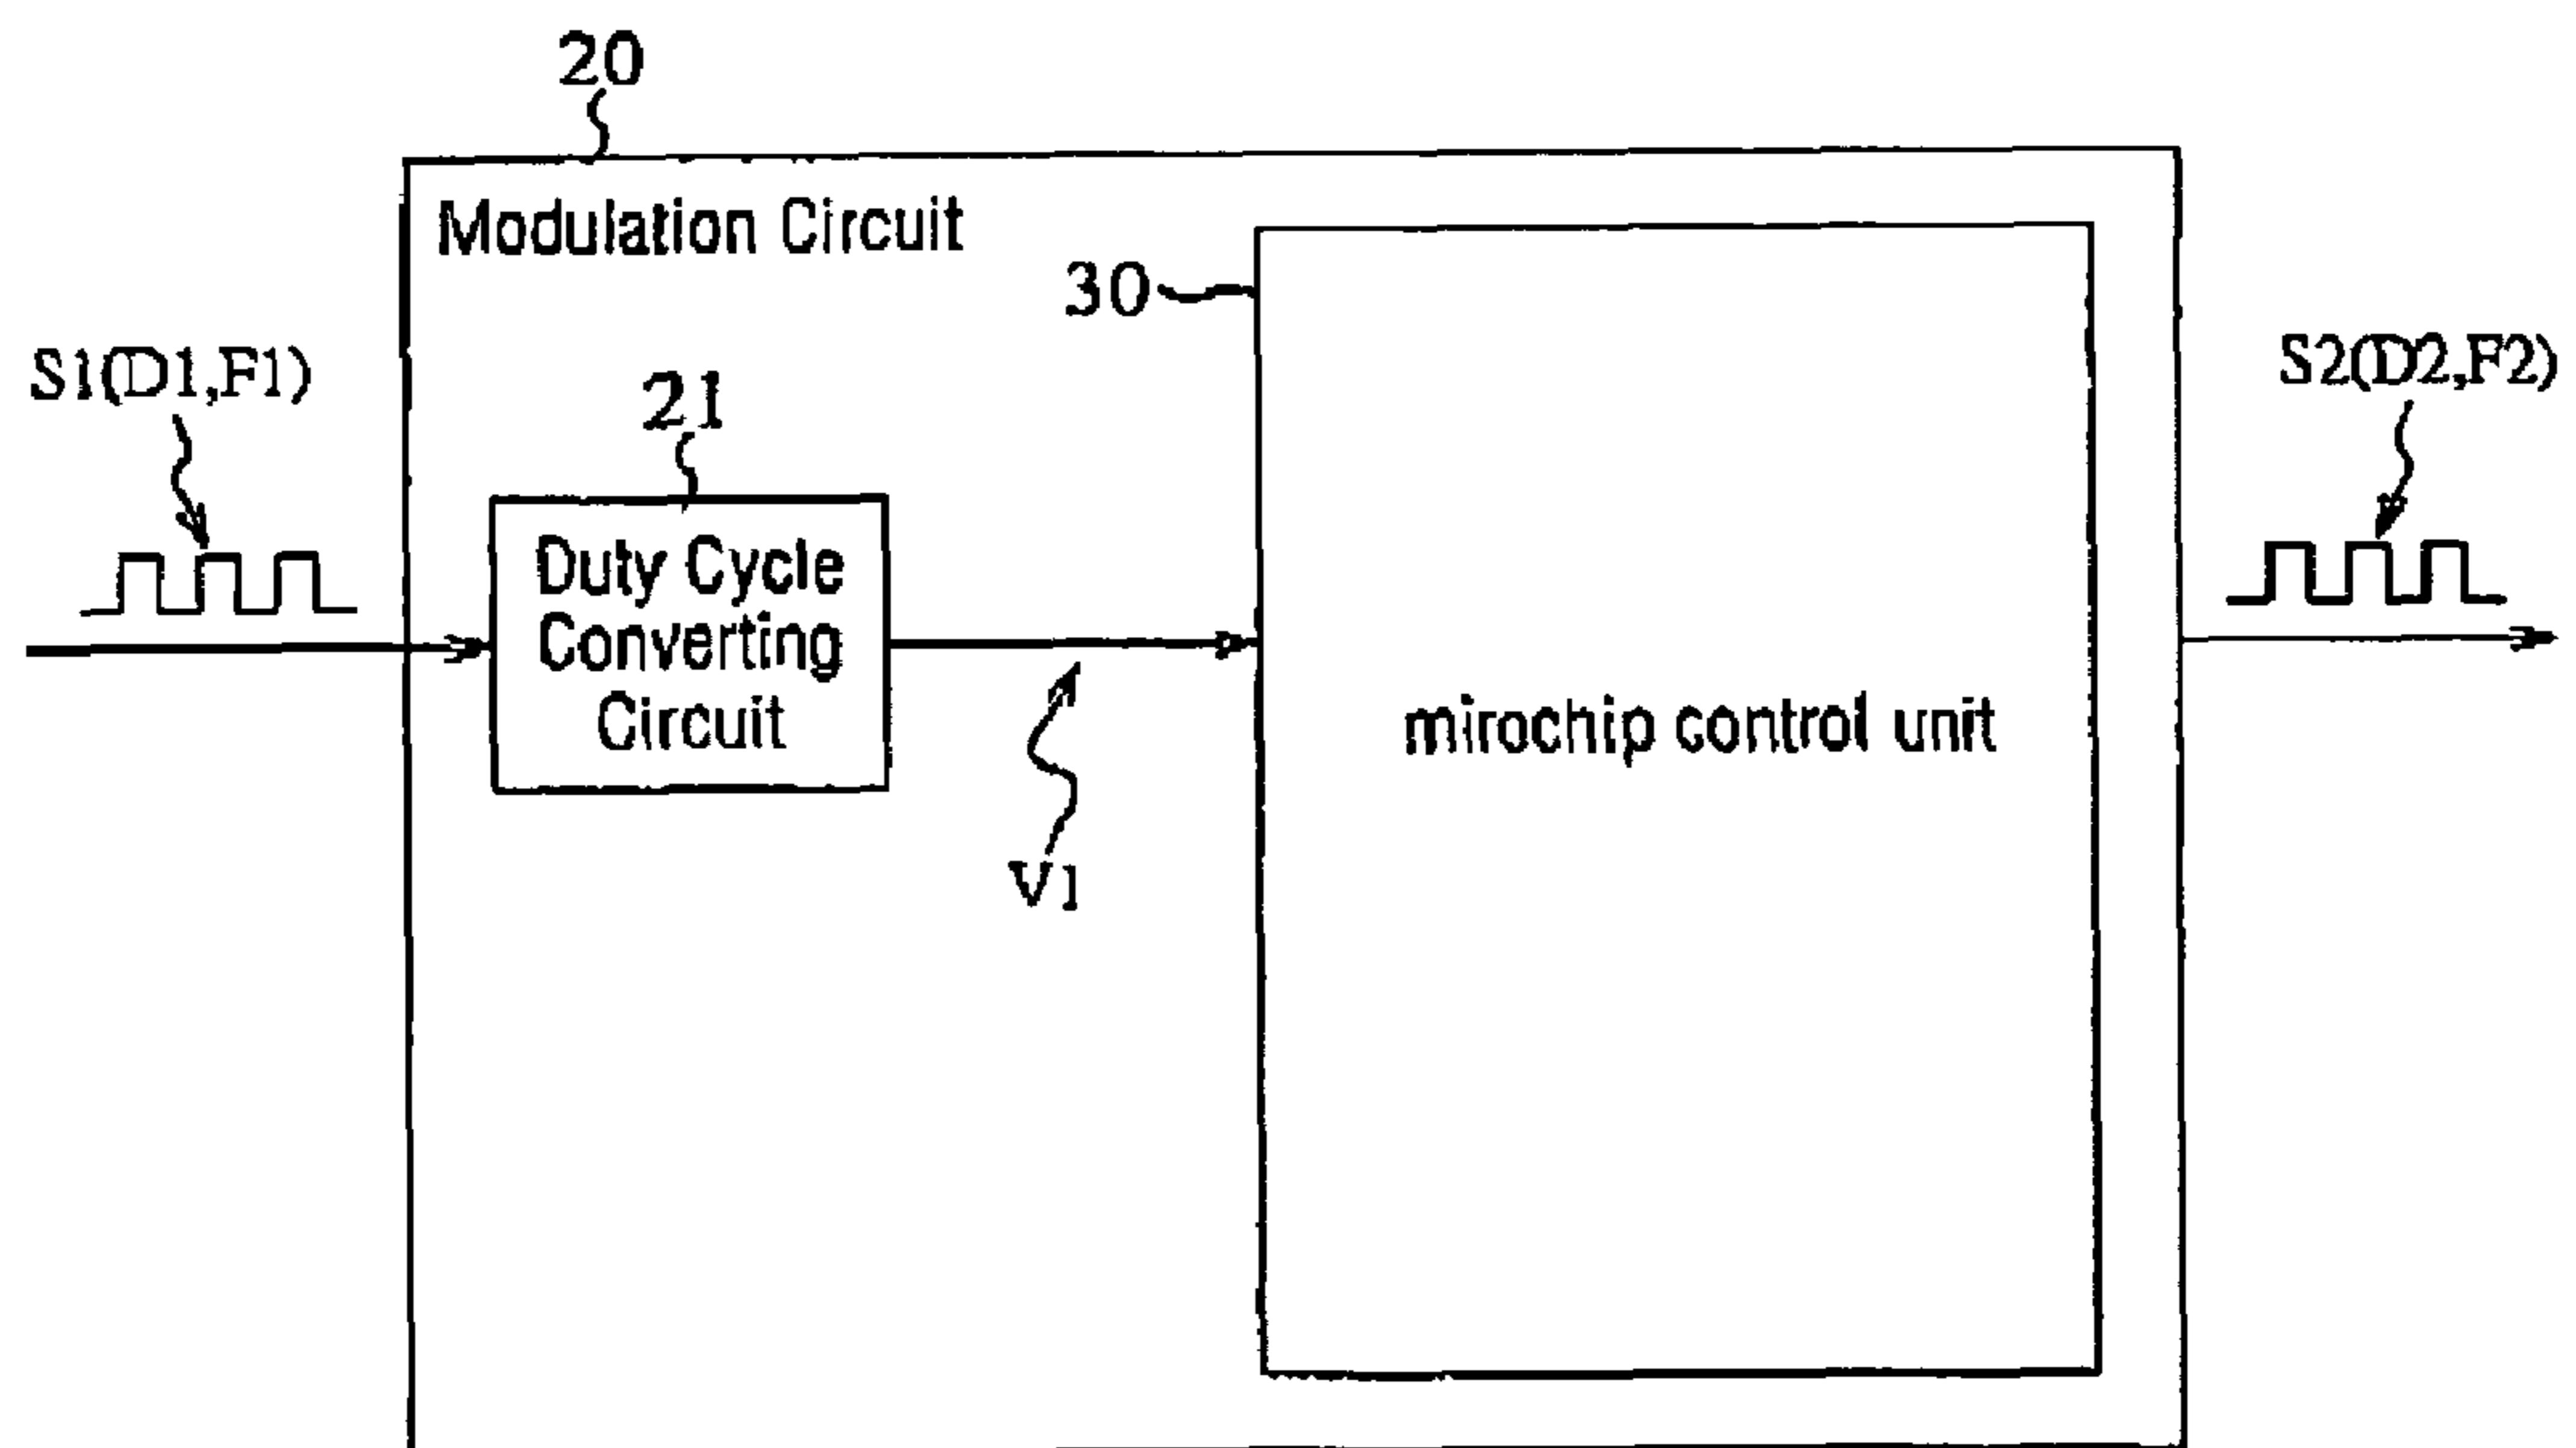 20
Modulation Circuit
30
S1(D1,F1)
S2(D2,F2)
21
Duty Cycle
Converting
Circuit
mirochip control unit
V1